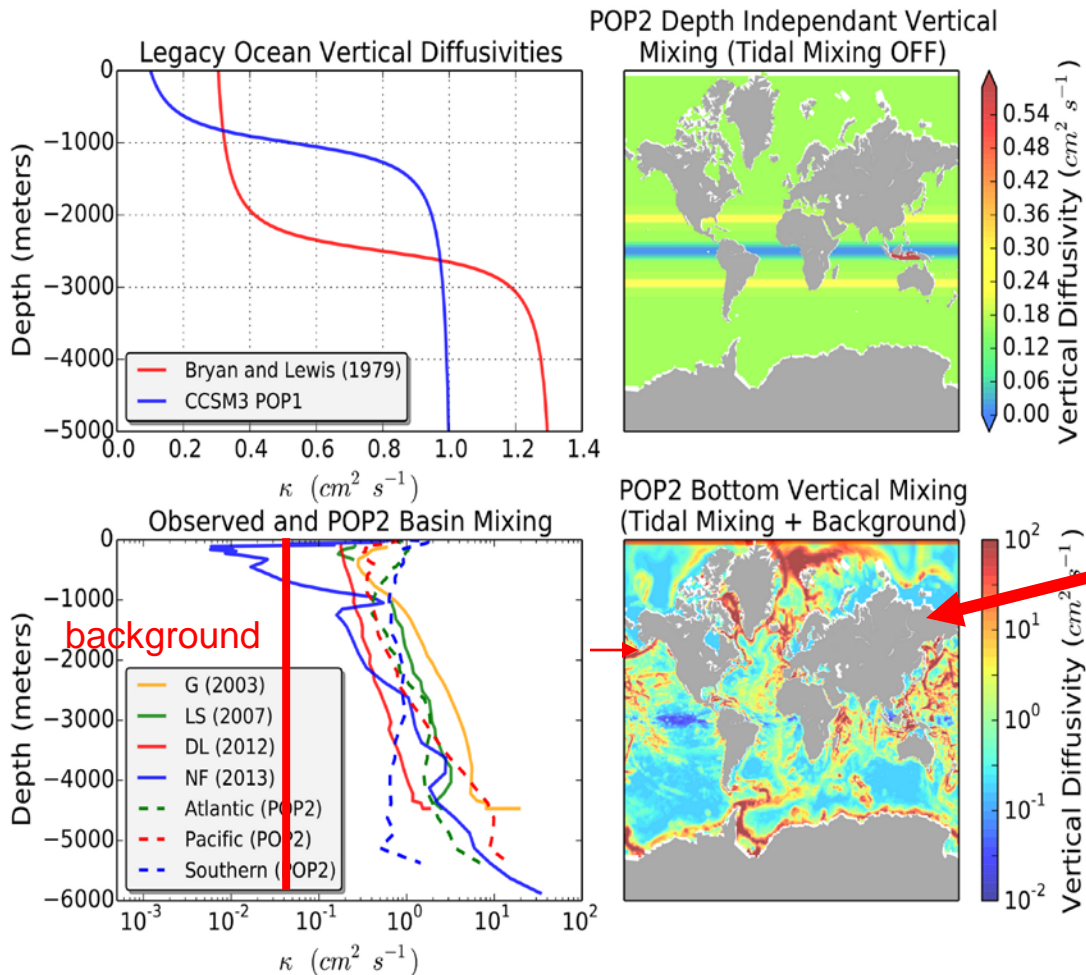 Legacy Ocean Vertical Diffusivities
Depth (meters)
0
−1000
−2000
−3000
−4000
−5000
Bryan and Lewis (1979)
CCSM3 POP1
0.0 0.2 0.4 0.6 0.8 1.0 1.2 1.4
κ (cm² s⁻¹)
POP2 Depth Independant Vertical
Mixing (Tidal Mixing OFF)
0.54
0.48
0.42
0.36
0.30
0.24
0.18
0.12
0.06
0.00
Vertical Diffusivity (cm² s⁻¹)
Observed and POP2 Basin Mixing
Depth (meters)
0
−1000
−2000
−3000
−4000
−5000
−6000
background
G (2003)
LS (2007)
DL (2012)
NF (2013)
Atlantic (POP2)
Pacific (POP2)
Southern (POP2)
10⁻³ 10⁻² 10⁻¹ 10⁰ 10¹
κ (cm² s⁻¹)
POP2 Bottom Vertical Mixing
(Tidal Mixing + Background)
10²
10¹
10⁰
10⁻¹
10⁻²
Vertical Diffusivity (cm² s⁻¹)